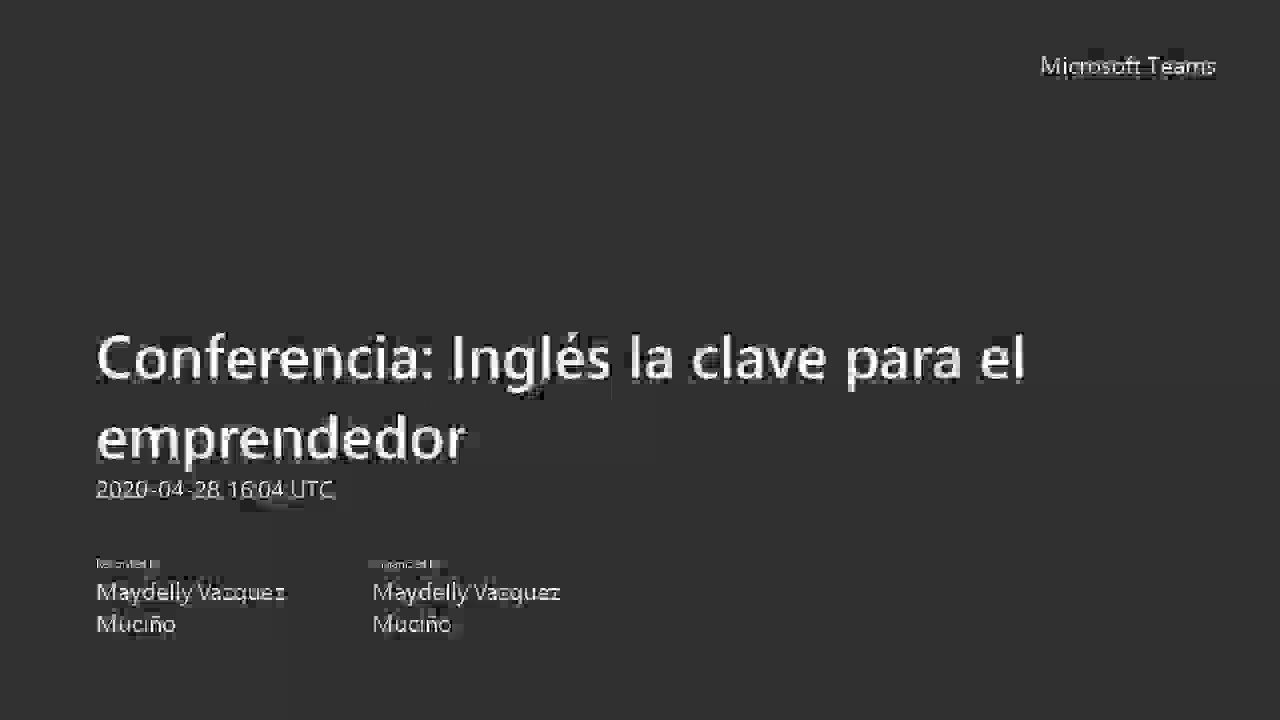 Microsoft Teams
Conferencia: Inglés la clave para el
emprendedor
2020-04-28 16:04 UTC
Maydelly Vazquez
Muciño
Maydelly Vazquez
Muciño